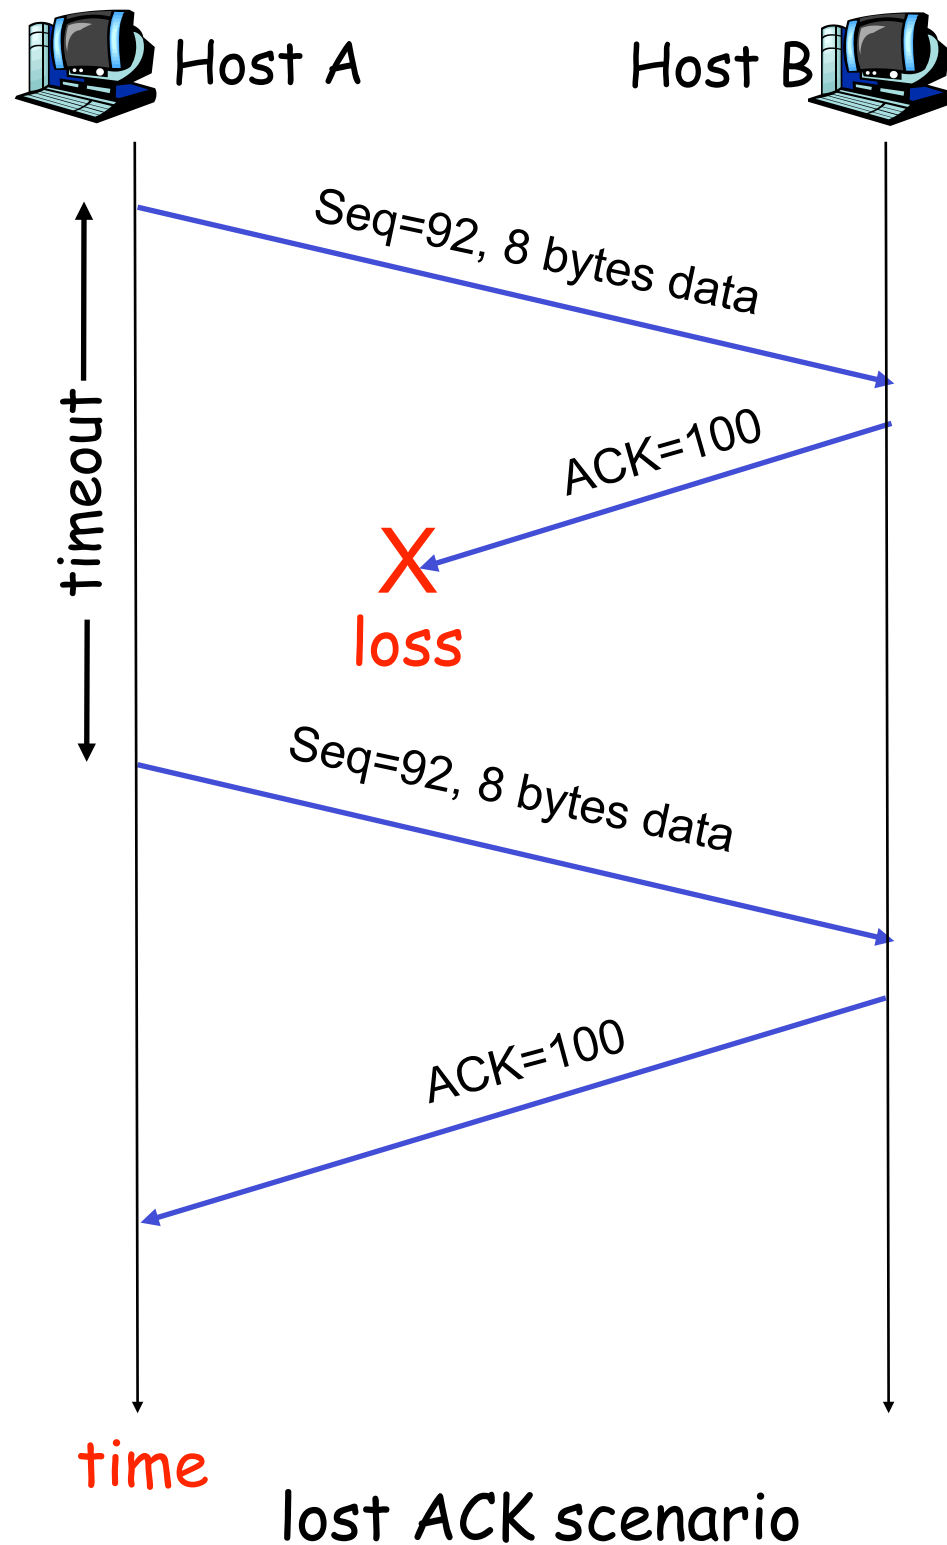 Host A
Host B
Seq=92, 8 bytes data
ACK=100
timeout
X
loss
Seq=92, 8 bytes data
ACK=100
time
lost ACK scenario